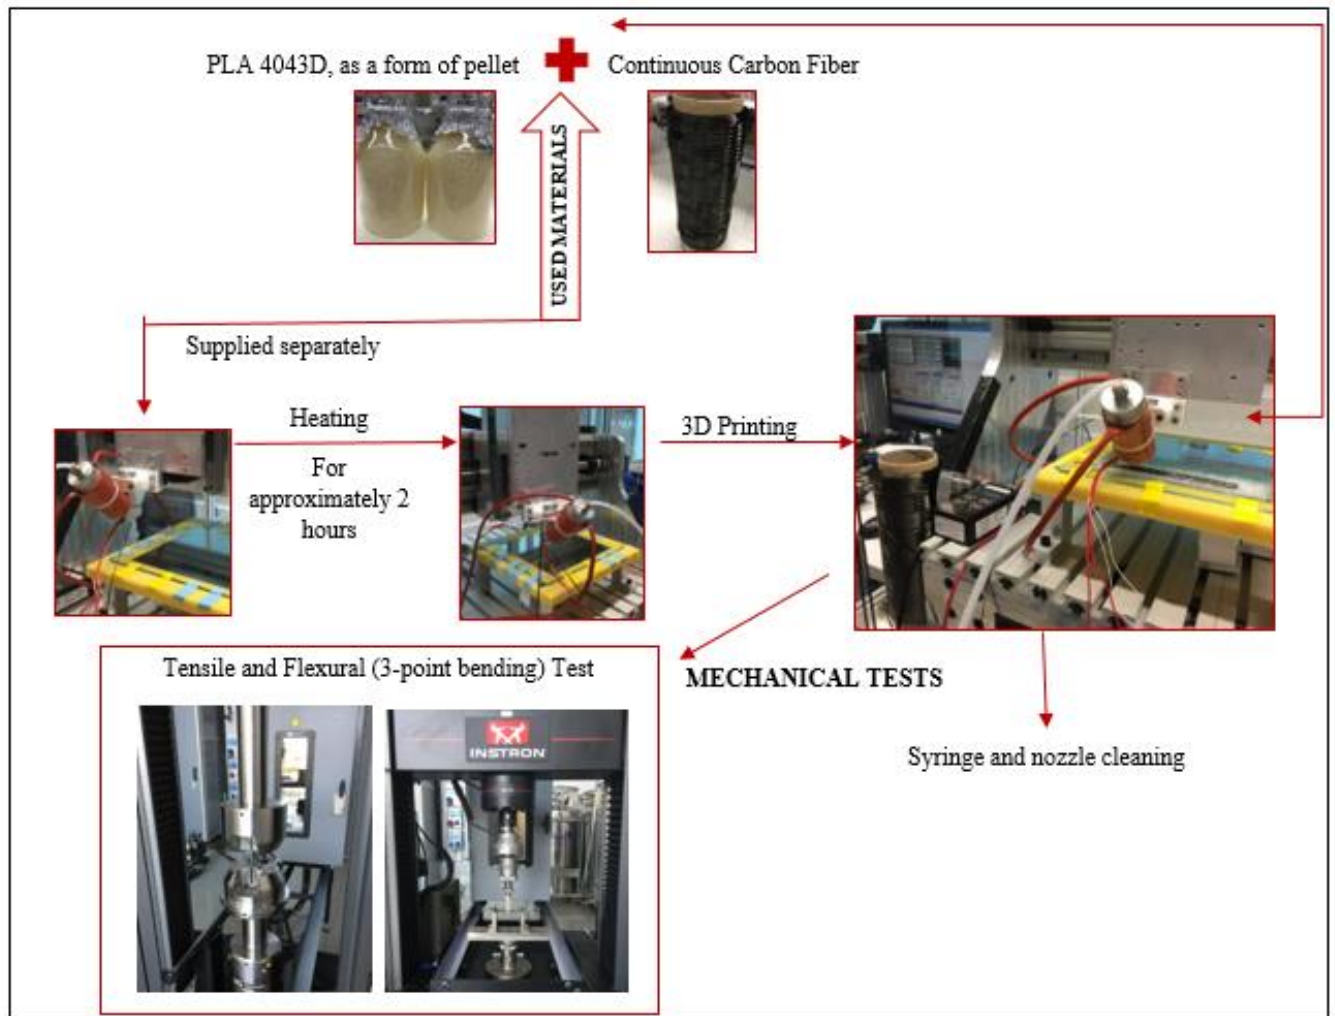 PLA 4043D, as a form of pellet
Continuous Carbon Fiber
USED MATERIALS
Supplied separately
Heating
For
approximately 2
hours
3D Printing
MECHANICAL TESTS
Tensile and Flexural (3-point bending) Test
INSTRON
Syringe and nozzle cleaning